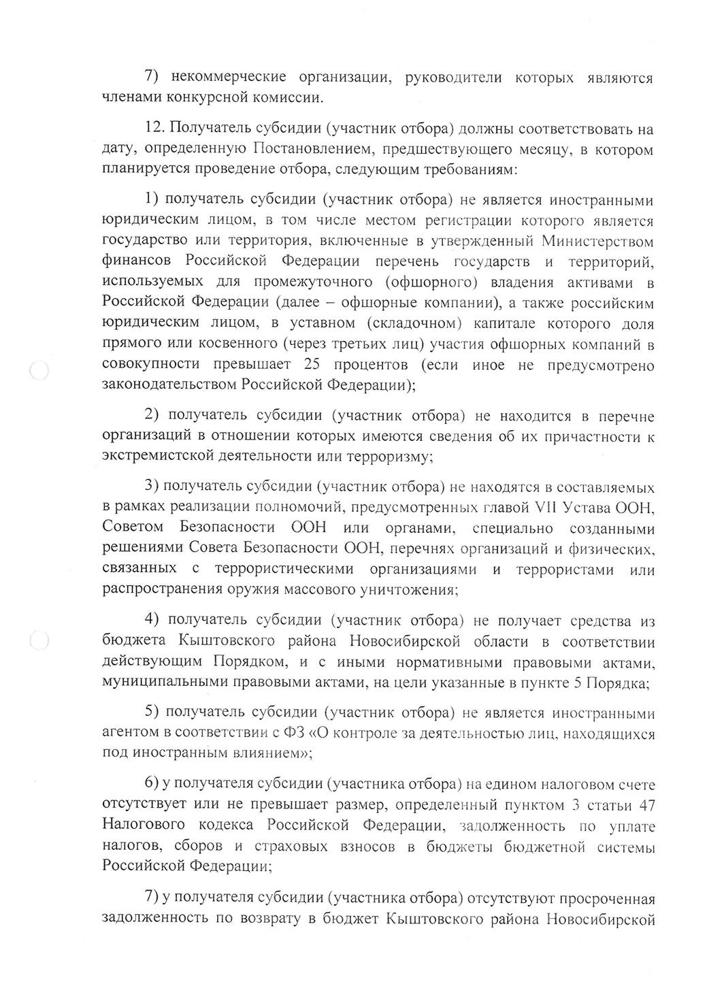 7) некоммерческие организации, руководители которых являются
членами конкурсной комиссии.
12. Получатель субсидии (участник отбора) должны соответствовать на
дату, определенную Постановлением, предшествующего месяцу, в котором
планируется проведение отбора, следующим требованиям:
1) получатель субсидии (участник отбора) не является иностранными
юридическим лицом, в том числе местом регистрации которого является
государство или территория, включенные в утвержденный Министерством
финансов Российской Федерации перечень государств и территорий,
используемых для промежуточного (офшорного) владения активами в
Российской Федерации (далее – офшорные компании), а также российским
юридическим лицом, в уставном (складочном) капитале которого доля
прямого или косвенного (через третьих лиц) участия офшорных компаний в
совокупности превышает 25 процентов (если иное не предусмотрено
законодательством Российской Федерации);
2) получатель субсидии (участник отбора) не находится в перечне
организаций в отношении которых имеются сведения об их причастности к
экстремистской деятельности или терроризму;
3) получатель субсидии (участник отбора) не находятся в составляемых
в рамках реализации полномочий, предусмотренных главой VII Устава ООН,
Советом Безопасности ООН или органами, специально созданными
решениями Совета Безопасности ООН, перечнях организаций и физических,
связанных с террористическими организациями и террористами или
распространения оружия массового уничтожения;
4) получатель субсидии (участник отбора) не получает средства из
бюджета Кыштовского района Новосибирской области в соответствии
действующим Порядком, и с иными нормативными правовыми актами,
муниципальными правовыми актами, на цели указанные в пункте 5 Порядка;
5) получатель субсидии (участник отбора) не является иностранными
агентом в соответствии с ФЗ «О контроле за деятельностью лиц, находящихся
под иностранным влиянием»;
6) у получателя субсидии (участника отбора) на едином налоговом счете
отсутствует или не превышает размер, определенный пунктом 3 статьи 47
Налогового кодекса Российской Федерации, задолженность по уплате
налогов, сборов и страховых взносов в бюджеты бюджетной системы
Российской Федерации;
7) у получателя субсидии (участника отбора) отсутствуют просроченная
задолженность по возврату в бюджет Кыштовского района Новосибирской